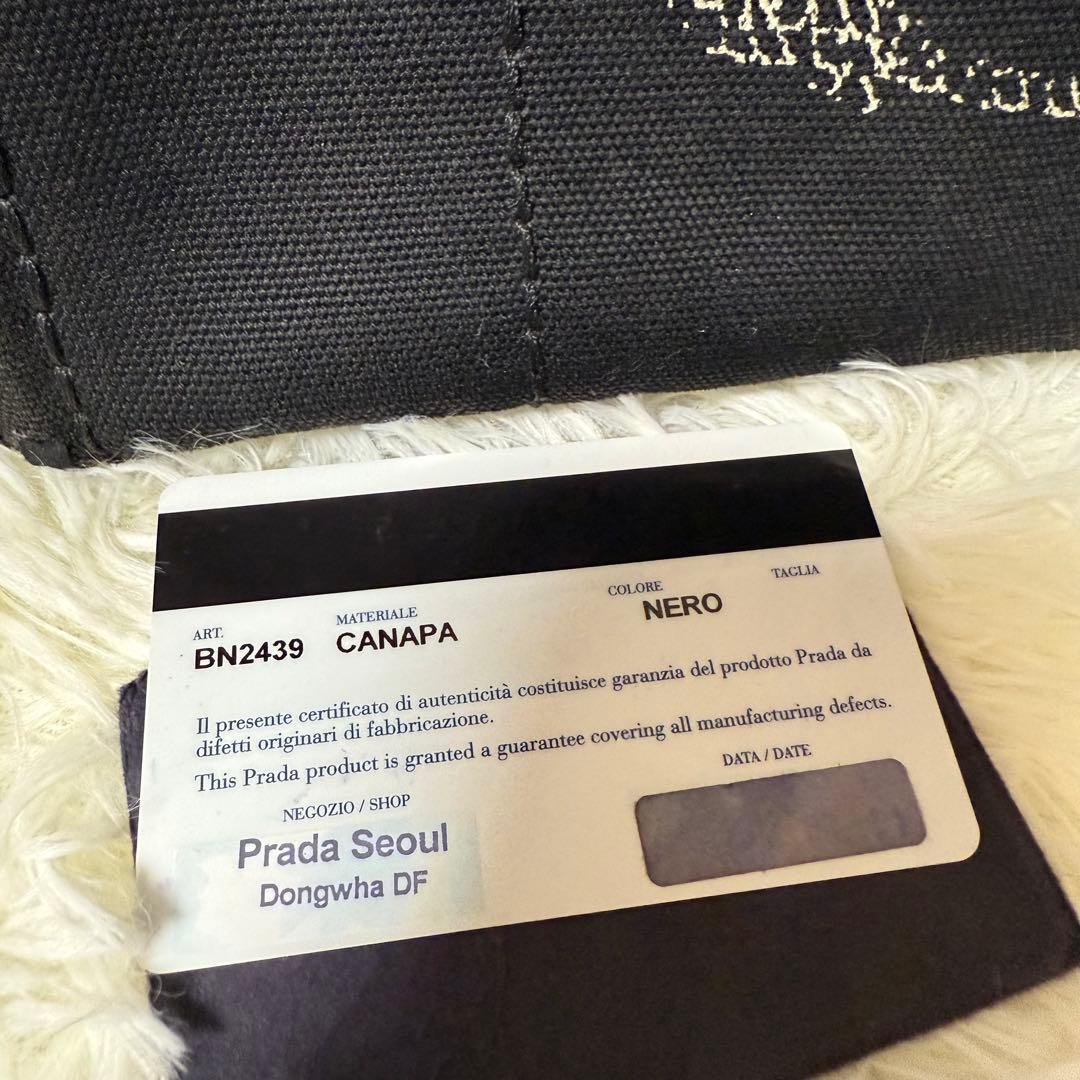 ART.
BN2439
MATERIALE
CANAPA
COLORE
NERO
TAGLIA
Il presente certificato di autenticità costituisce garanzia del prodotto Prada da
difetti originari di fabbricazione.
This Prada product is granted a guarantee covering all manufacturing defects.
NEGOZIO / SHOP
Prada Seoul
Dongwha DF
DATA / DATE